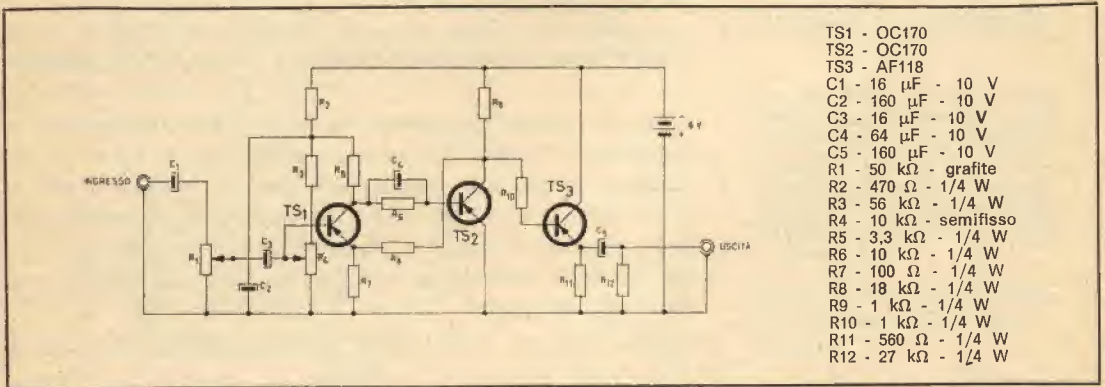 INGRESSO
C1
R1
C3
C2
R2
R3
R4
R5
TS1
R7
C4
R6
R8
TS2
R9
R10
TS3
R11
C5
R12
- 6 V
+
USCITA
TS1 - OC170
TS2 - OC170
TS3 - AF118
C1 - 16 µF - 10 V
C2 - 160 µF - 10 V
C3 - 16 µF - 10 V
C4 - 64 µF - 10 V
C5 - 160 µF - 10 V
R1 - 50 kΩ - grafite
R2 - 470 Ω - 1/4 W
R3 - 56 kΩ - 1/4 W
R4 - 10 kΩ - semifisso
R5 - 3,3 kΩ - 1/4 W
R6 - 10 kΩ - 1/4 W
R7 - 100 Ω - 1/4 W
R8 - 18 kΩ - 1/4 W
R9 - 1 kΩ - 1/4 W
R10 - 1 kΩ - 1/4 W
R11 - 560 Ω - 1/4 W
R12 - 27 kΩ - 1/4 W